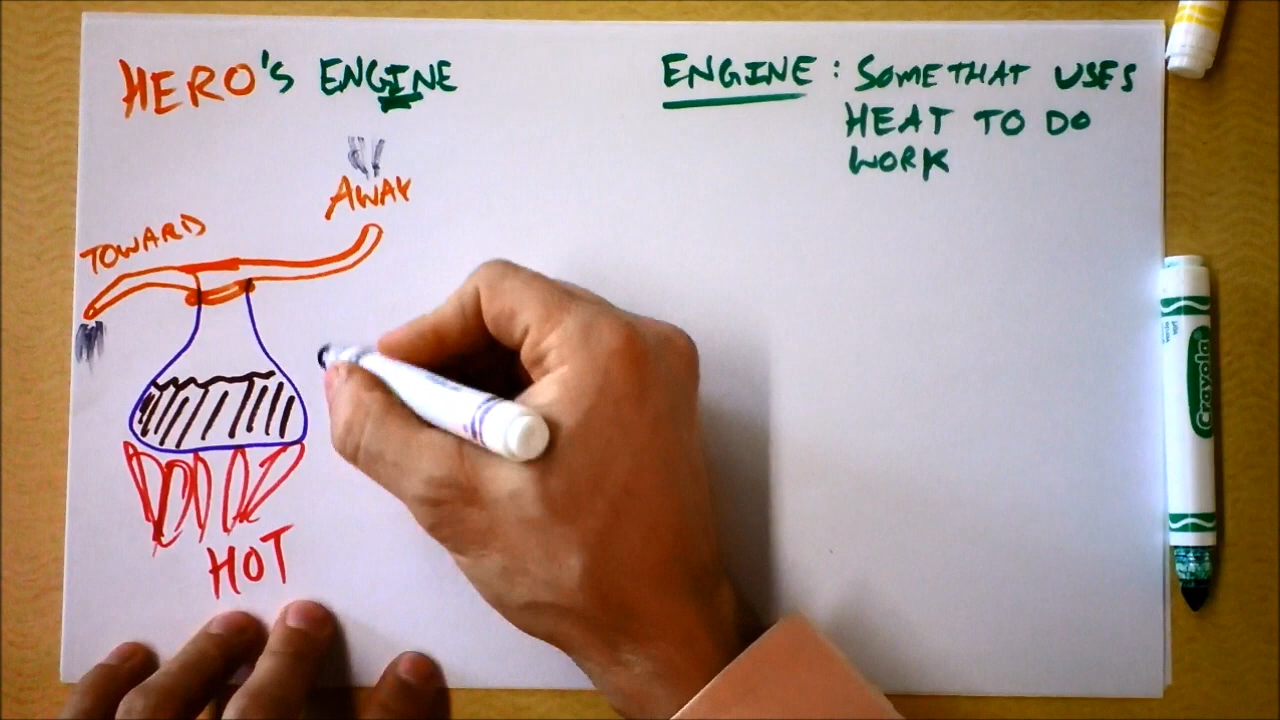 HERO'S ENGINE
ENGINE : SOMETHAT USES
HEAT TO DO
WORK
AWAY
TOWARD
HOT
Crayola